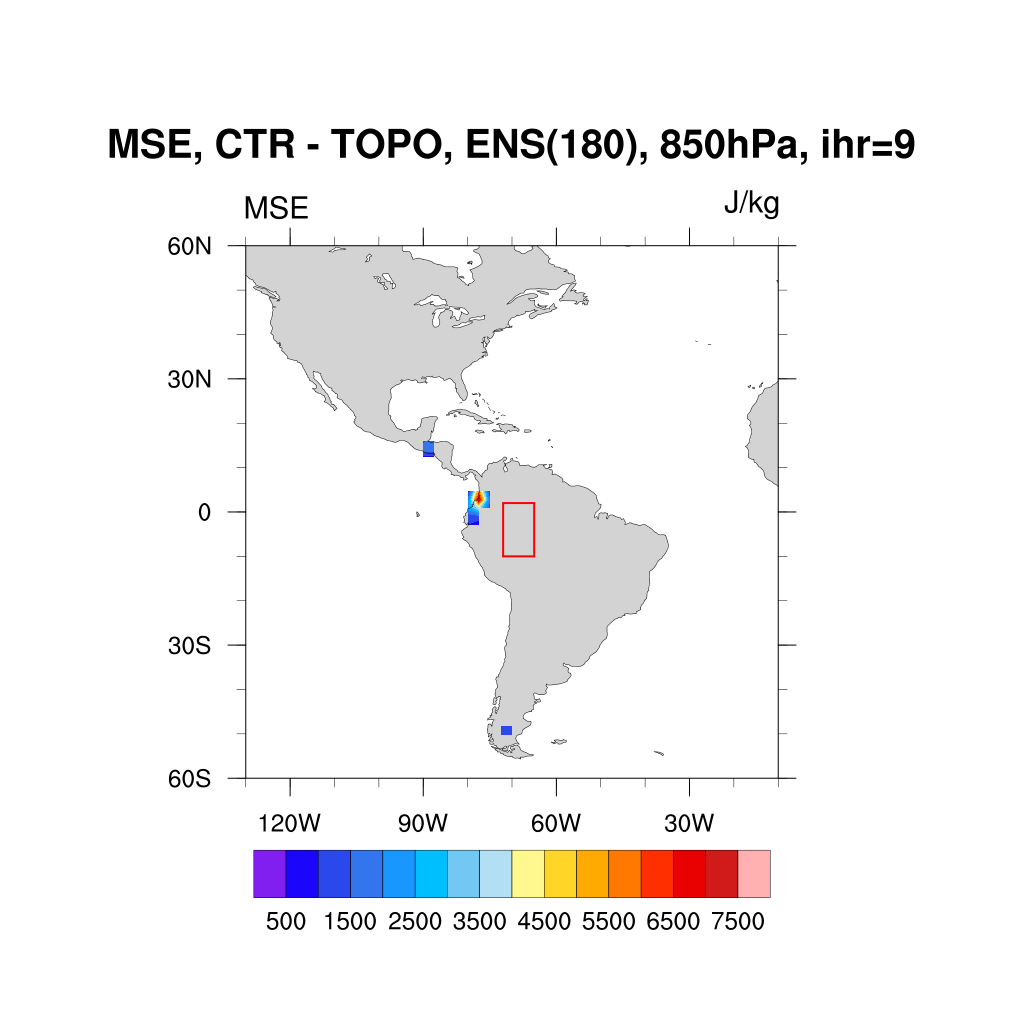 MSE, CTR - TOPO, ENS(180), 850hPa, ihr=9
MSE J/kg
60N
30N
0
30S
60S
120W 90W 60W 30W
500 1500 2500 3500 4500 5500 6500 7500